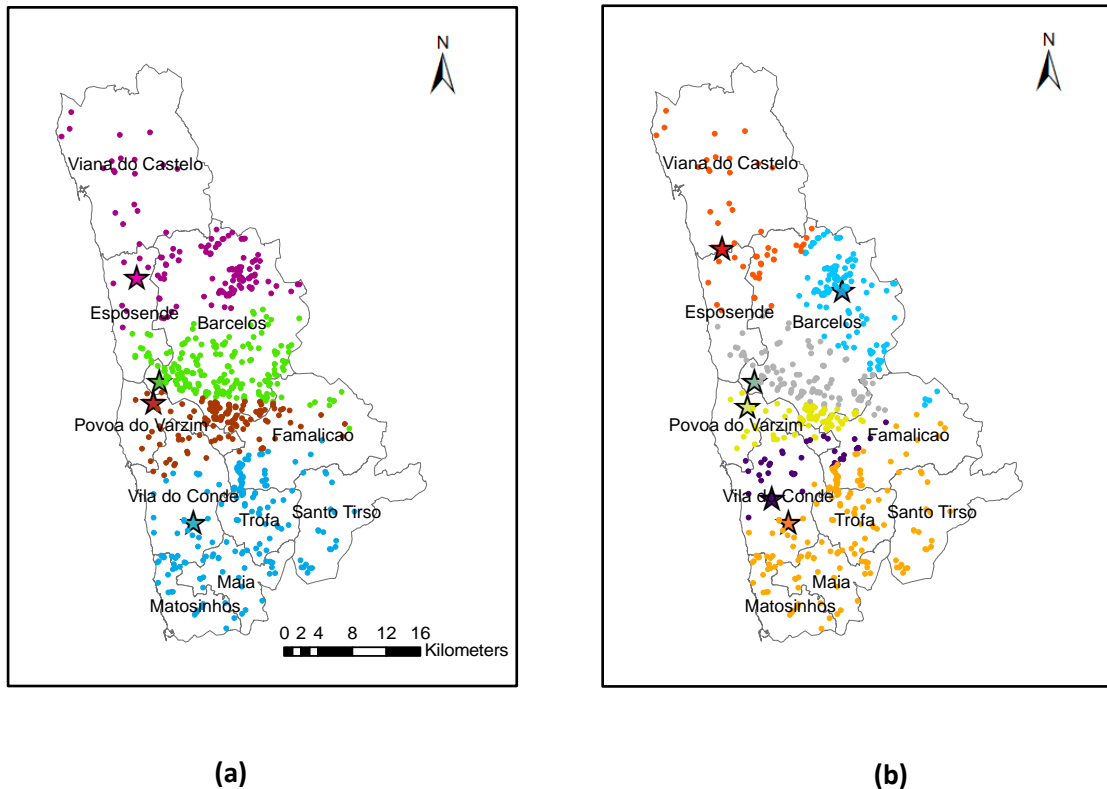 N
Viana do Castelo
Esposende
Barcelos
Povoa do Varzim
Famalicao
Vila do Conde
Santo Tirso
Trofa
Maia
Matosinhos
0 2 4 8 12 16
Kilometers
(a)
N
Viana do Castelo
Esposende
Barcelos
Povoa do Varzim
Famalicao
Vila do Conde
Santo Tirso
Trofa
Maia
Matosinhos
(b)